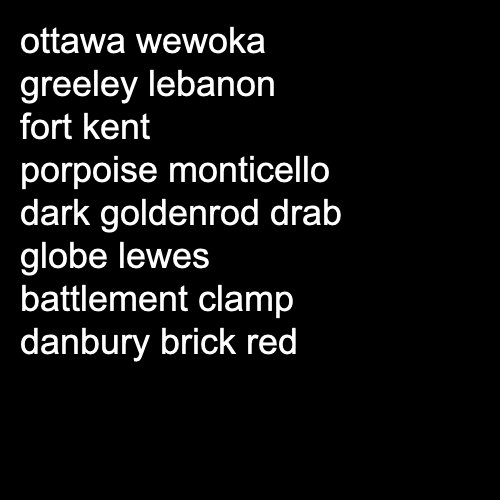 ottawa wewoka
greeley lebanon
fort kent
porpoise monticello
dark goldenrod drab
globe lewes
battlement clamp
danbury brick red